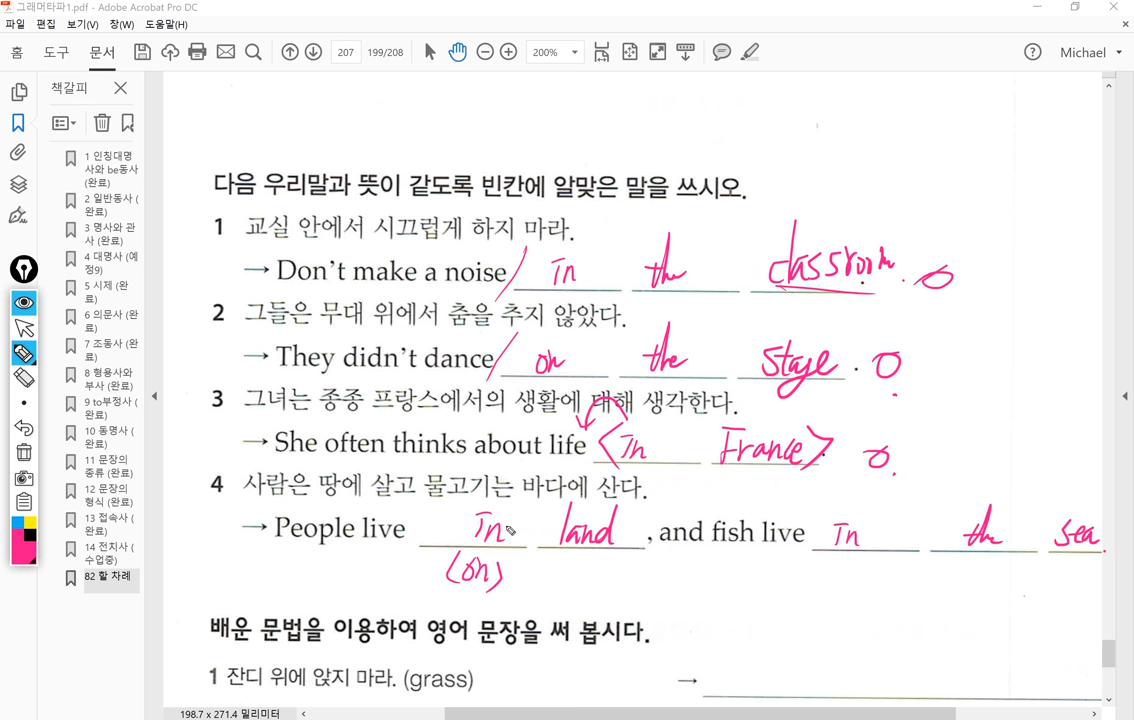 그래머타파1.pdf - Adobe Acrobat Pro DC
파일 편집 보기(V) 창(W) 도움말(H)
홈 도구 문서 207 199/208 200% Michael
책갈피
1 인칭대명
사와 be동사
(완료)
2 일반동사 (
완료)
3 명사와 관
사 (완료)
4 대명사 (예
정9)
5 시제 (완
료)
6 의문사 (
완료)
7 조동사 (완
료)
8 형용사와
부사 (완료)
9 to부정사 (
완료)
10 동명사 (
완료)
11 문장의
종류 (완료)
12 문장의
형식 (완료)
13 접속사 (
완료)
14 전치사 (
수업중)
82 할 차례
다음 우리말과 뜻이 같도록 빈칸에 알맞은 말을 쓰시오.
1 교실 안에서 시끄럽게 하지 마라.
→ Don't make a noise / in the classroom.
2 그들은 무대 위에서 춤을 추지 않았다.
→ They didn't dance / on the stage.
3 그녀는 종종 프랑스에서의 생활에 대해 생각한다.
→ She often thinks about life <in France>.
4 사람은 땅에 살고 물고기는 바다에 산다.
→ People live in land, and fish live in the sea.
(on)
배운 문법을 이용하여 영어 문장을 써 봅시다.
1 잔디 위에 앉지 마라. (grass) →
198.7 x 271.4 밀리미터